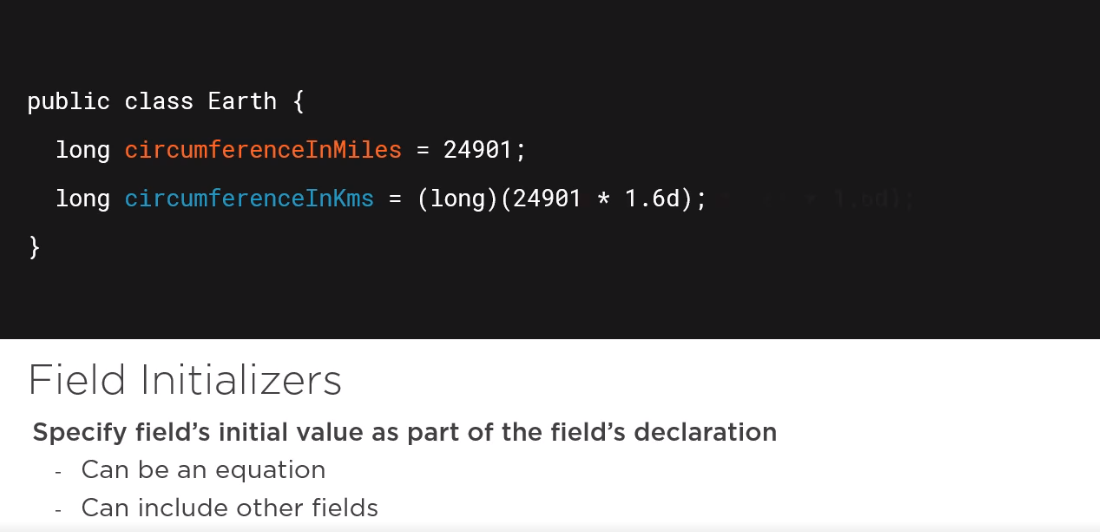 public class Earth {
long circumferenceInMiles = 24901;
long circumferenceInKms = (long)(24901 * 1.6d);
}
Field Initializers
Specify field’s initial value as part of the field’s declaration
- Can be an equation
- Can include other fields